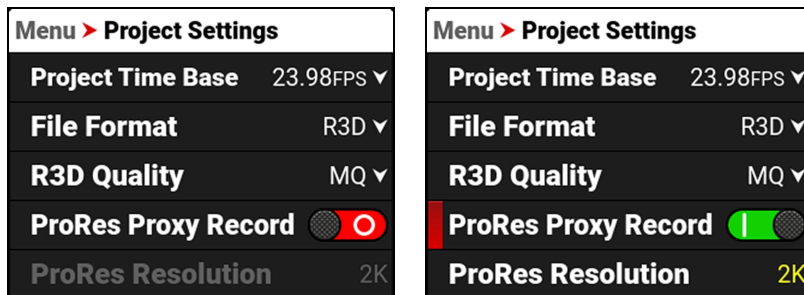 Menu > Project Settings
Project Time Base 23.98FPS
File Format R3D
R3D Quality MQ
ProRes Proxy Record
ProRes Resolution 2K
Menu > Project Settings
Project Time Base 23.98FPS
File Format R3D
R3D Quality MQ
ProRes Proxy Record
ProRes Resolution 2K